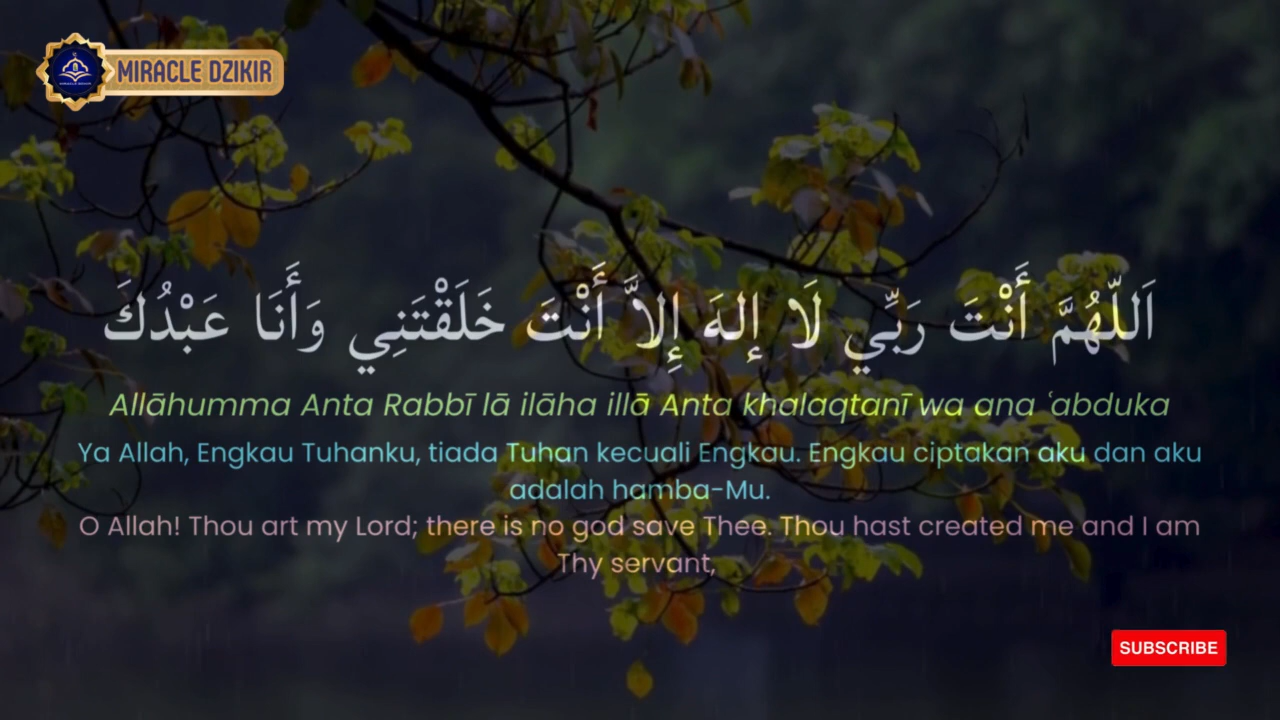 MIRACLE DZIKIR
اَللّٰهُمَّ أَنْتَ رَبِّي لَا إِلهَ إِلاَّ أَنْتَ خَلَقْتَنِي وَأَنَا عَبْدُكَ
Allāhumma Anta Rabbī lā ilāha illā Anta khalaqtanī wa ana ʿabduka
Ya Allah, Engkau Tuhanku, tiada Tuhan kecuali Engkau. Engkau ciptakan aku dan aku
adalah hamba-Mu.
O Allah! Thou art my Lord; there is no god save Thee. Thou hast created me and I am
Thy servant,
SUBSCRIBE